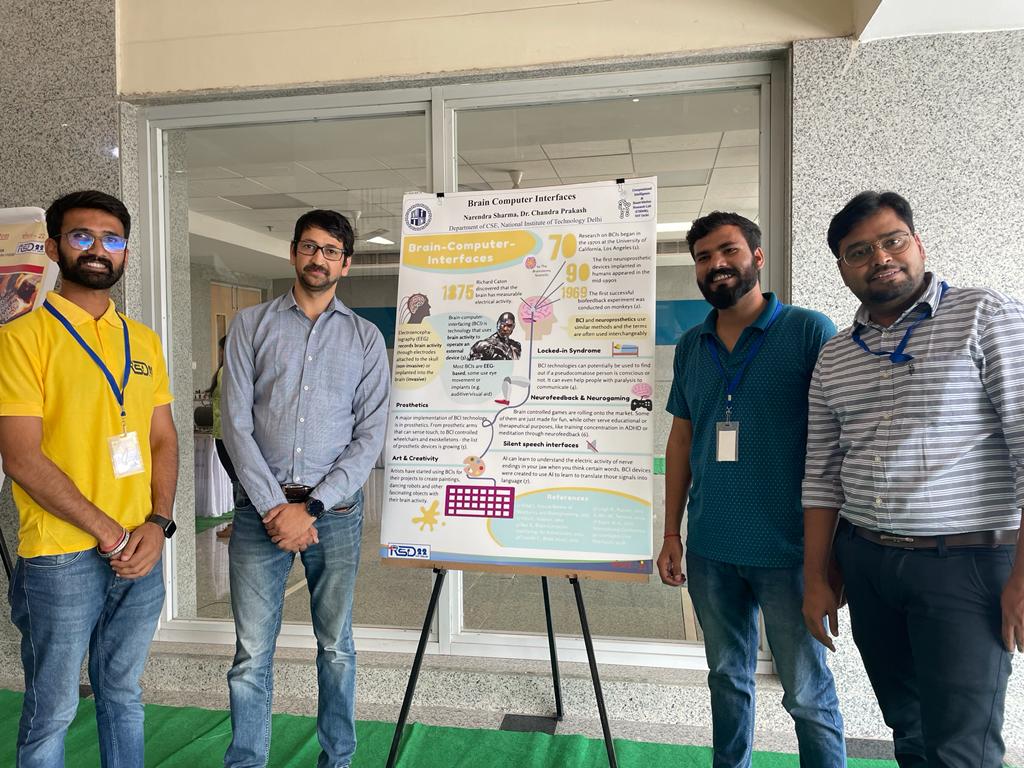 Brain Computer Interfaces
Narendra Sharma, Dr. Chandra Prakash
Department of CSE, National Institute of Technology Delhi
Computational
Intelligence
&
Research Lab
Brain-Computer-
Interfaces
70
Research on BCIs began in
the 1970s at the University of
California, Los Angeles (1).
90
The first neuroprosthetic
devices implanted in
humans appeared in the
mid-1990s
1969
The first successful
biofeedback experiment was
conducted on monkeys (2).
1875
Richard Caton
discovered that the
brain has measurable
electrical activity.
BCI and neuroprosthetics use
similar methods and the terms
are often used interchangeably
Electroencepha-
lography (EEG)
records brain activity
through electrodes
attached to the skull
(non invasive) or
implanted into the
brain (invasive)
Brain-computer-
interfacing (BCI) is
technology that uses
brain activity to
operate an
external
device (3).
Most BCIs are EEG-
based, some use eye
movement or
implants (e.g.
auditive/visual aid)
Locked-in Syndrome
BCI technologies can potentially be used to
find out if a pseudocomatose person is conscious or
not. It can even help people with paralysis to
communicate (4).
Prosthetics
A major implementation of BCI technology
is in prosthetics. From prosthetic arms
that can sense touch, to BCI controlled
wheelchairs and exoskeletons - the list
of prosthetic devices is growing (5).
Neurofeedback & Neurogaming
Brain controlled games are rolling onto the market. Some
of them are just made for fun, while other serve educational or
therapeutical purposes, like training concentration in ADHD or
meditation through neurofeedback (6).
Silent speech interfaces
AI can learn to understand the electric activity of nerve
endings in your jaw when you think certain words. BCI devices
were created to use AI to learn to translate those signals into
language (7).
Art & Creativity
Artists have started using BCIs for
their projects to create paintings,
dancing robots and other
fascinating objects with
their brain activity.
References
RSD 22
RSD
RSD 22